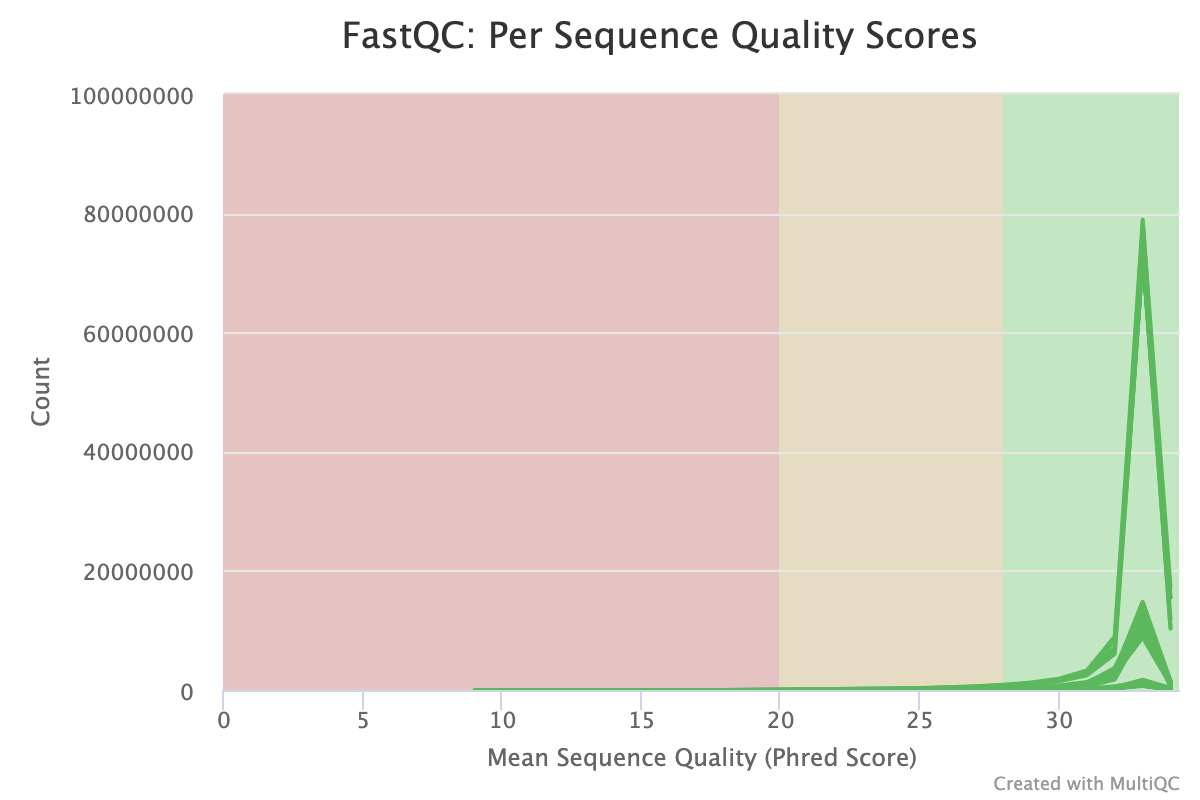 FastQC: Per Sequence Quality Scores
100000000
80000000
60000000
40000000
20000000
0
Count
0 5 10 15 20 25 30
Mean Sequence Quality (Phred Score)
Created with MultiQC